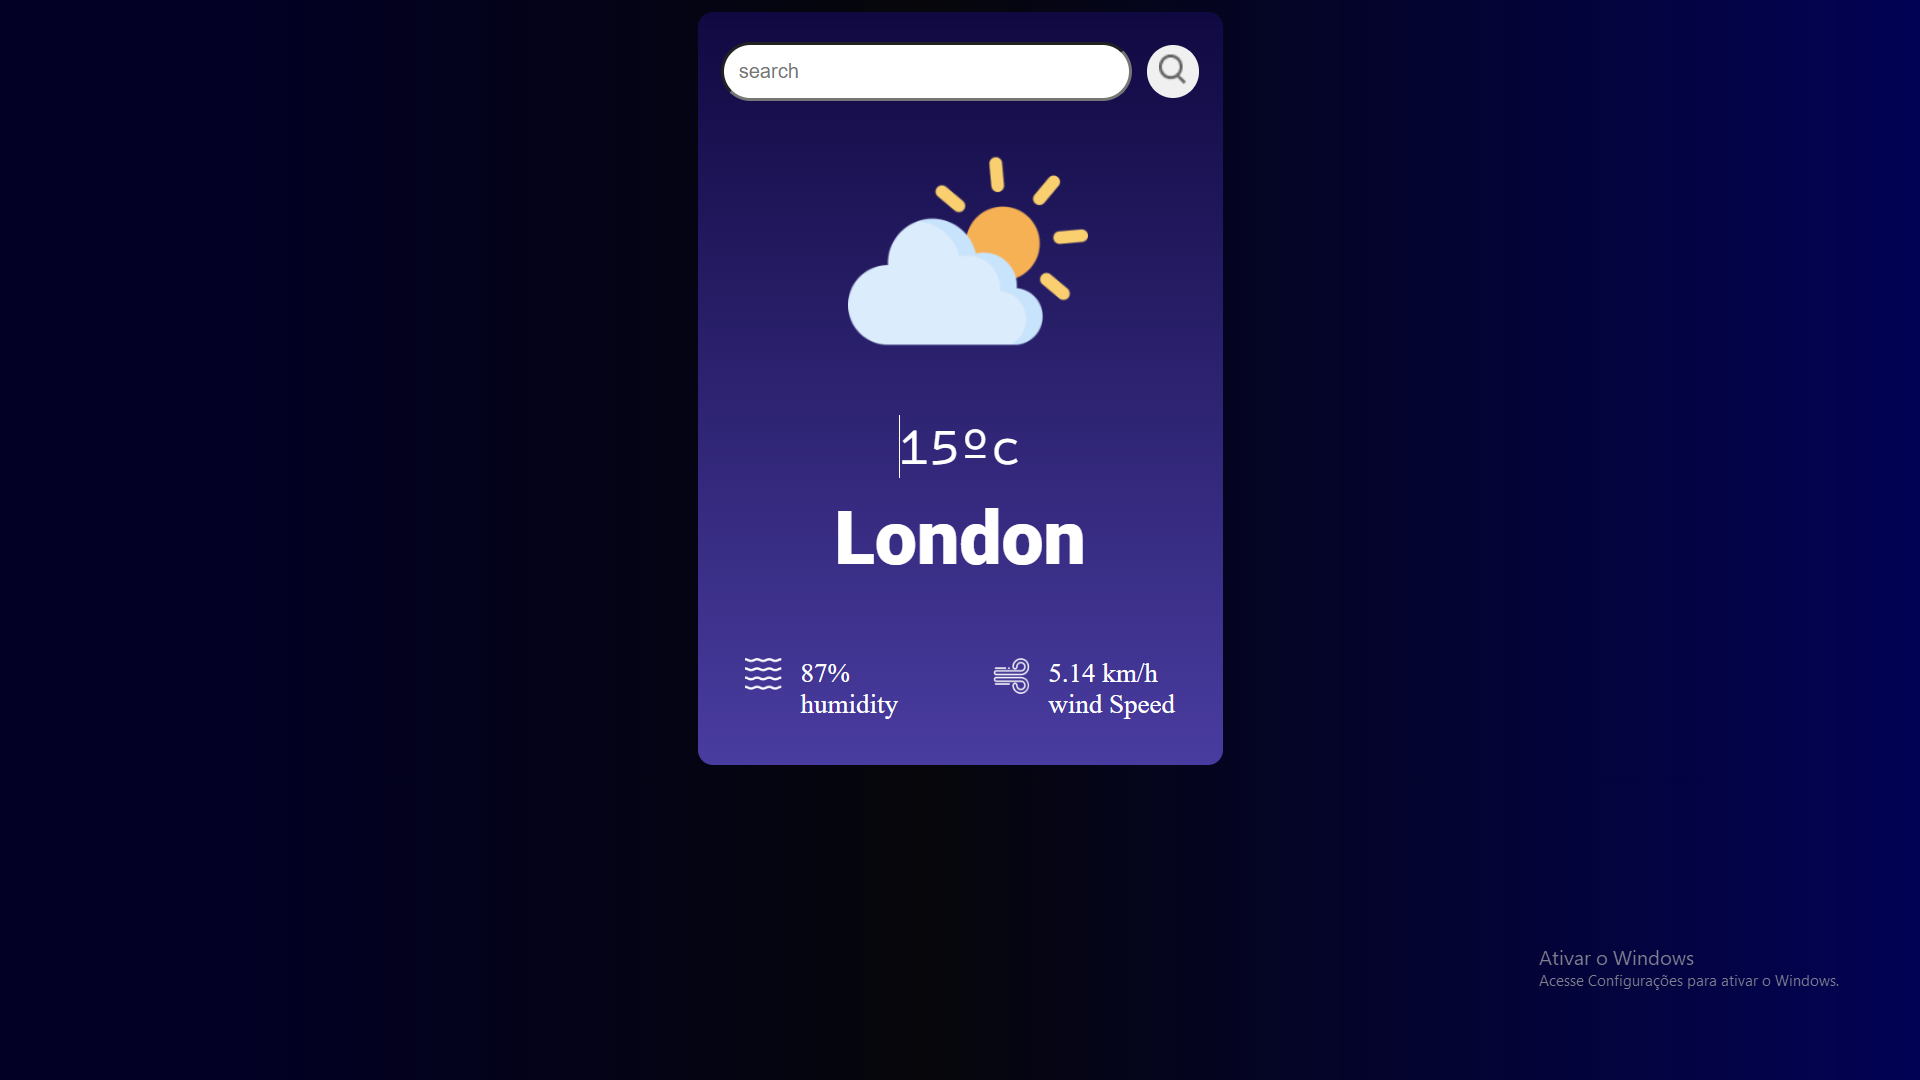 search
15ºc
London
87%
humidity
5.14 km/h
wind Speed
Ativar o Windows
Acesse Configurações para ativar o Windows.